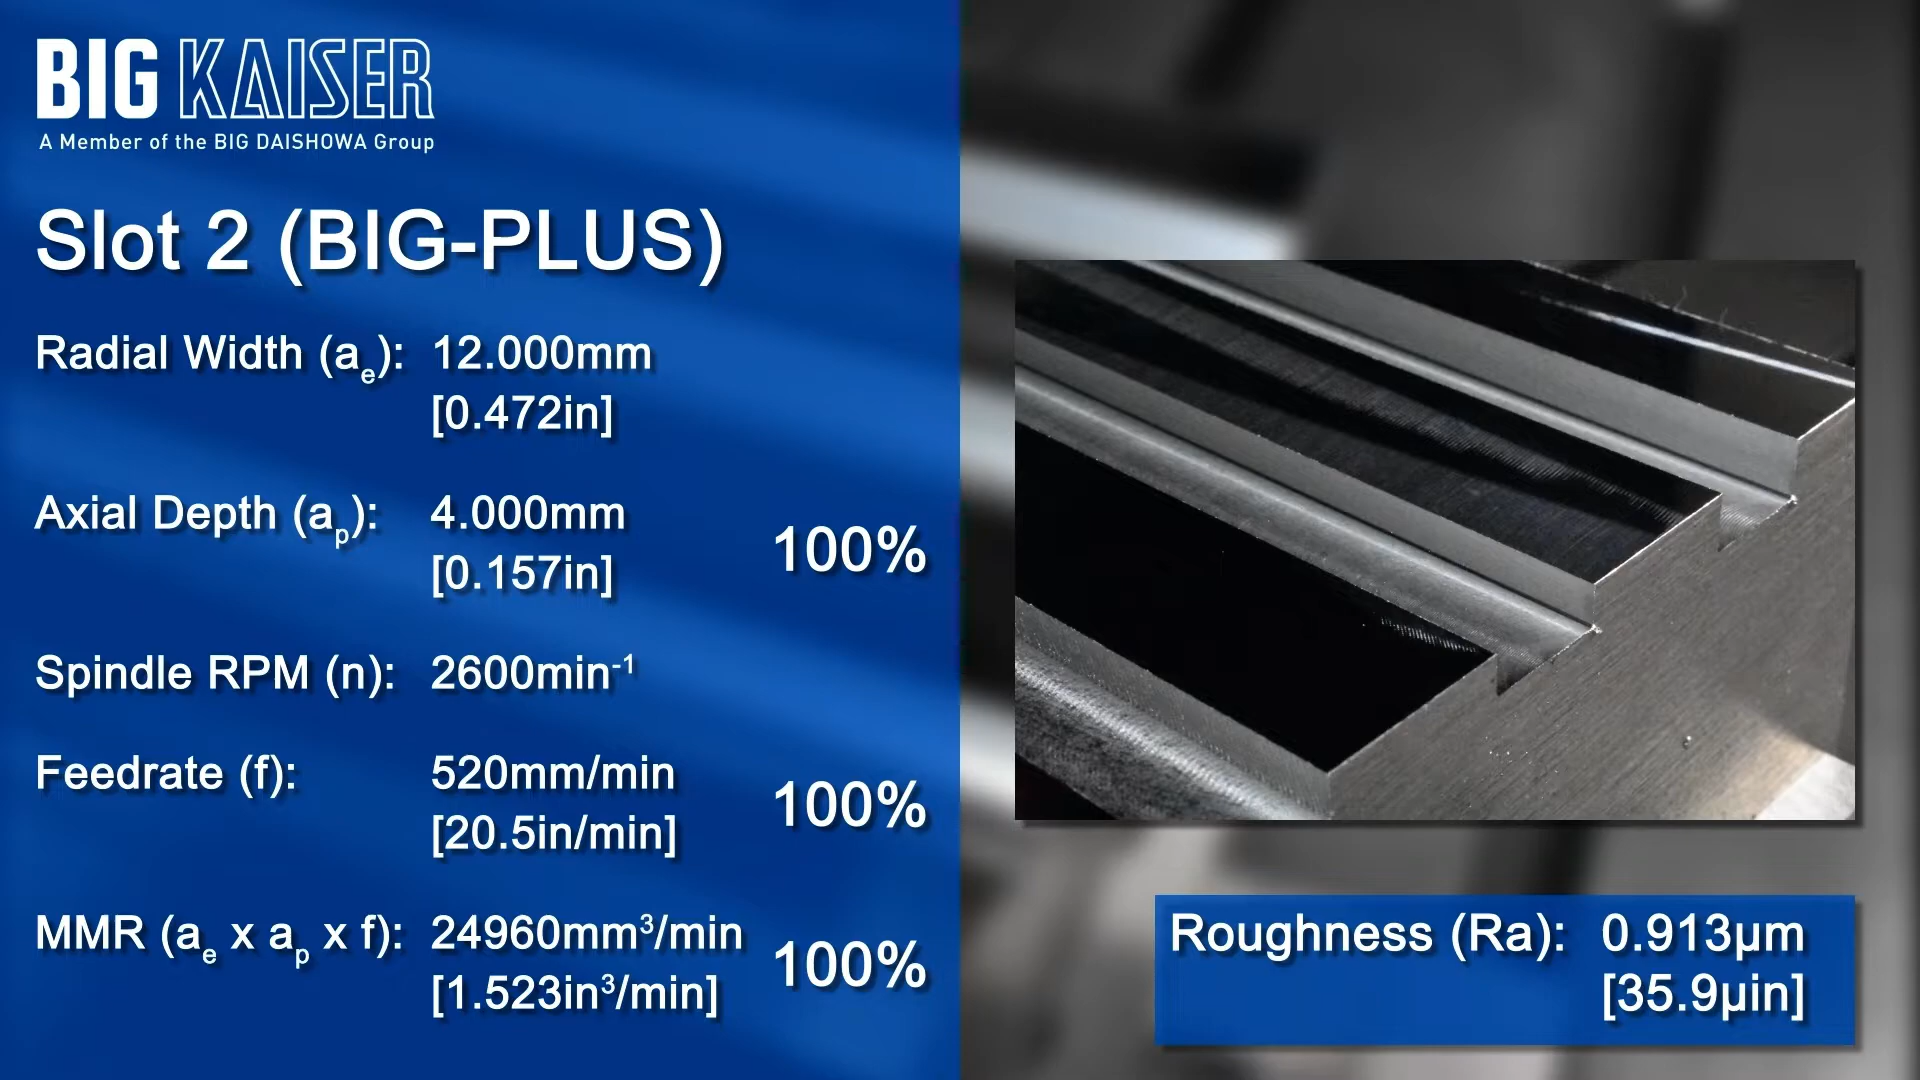 BIG KAISER
A Member of the BIG DAISHOWA Group
Slot 2 (BIG-PLUS)
Radial Width (ae): 12.000mm
[0.472in]
Axial Depth (ap): 4.000mm
[0.157in]
100%
Spindle RPM (n): 2600min⁻¹
Feedrate (f): 520mm/min
[20.5in/min]
100%
MMR (ae x ap x f): 24960mm³/min
[1.523in³/min]
100%
Roughness (Ra): 0.913µm
[35.9µin]